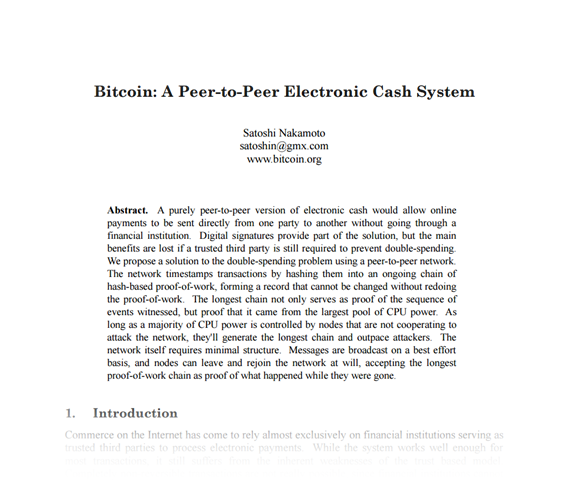 Bitcoin: A Peer-to-Peer Electronic Cash System
Satoshi Nakamoto
satoshin@gmx.com
www.bitcoin.org
Abstract. A purely peer-to-peer version of electronic cash would allow online
payments to be sent directly from one party to another without going through a
financial institution. Digital signatures provide part of the solution, but the main
benefits are lost if a trusted third party is still required to prevent double-spending.
We propose a solution to the double-spending problem using a peer-to-peer network.
The network timestamps transactions by hashing them into an ongoing chain of
hash-based proof-of-work, forming a record that cannot be changed without redoing
the proof-of-work. The longest chain not only serves as proof of the sequence of
events witnessed, but proof that it came from the largest pool of CPU power. As
long as a majority of CPU power is controlled by nodes that are not cooperating to
attack the network, they'll generate the longest chain and outpace attackers. The
network itself requires minimal structure. Messages are broadcast on a best effort
basis, and nodes can leave and rejoin the network at will, accepting the longest
proof-of-work chain as proof of what happened while they were gone.
1. Introduction
Commerce on the Internet has come to rely almost exclusively on financial institutions serving as
trusted third parties to process electronic payments. While the system works well enough for